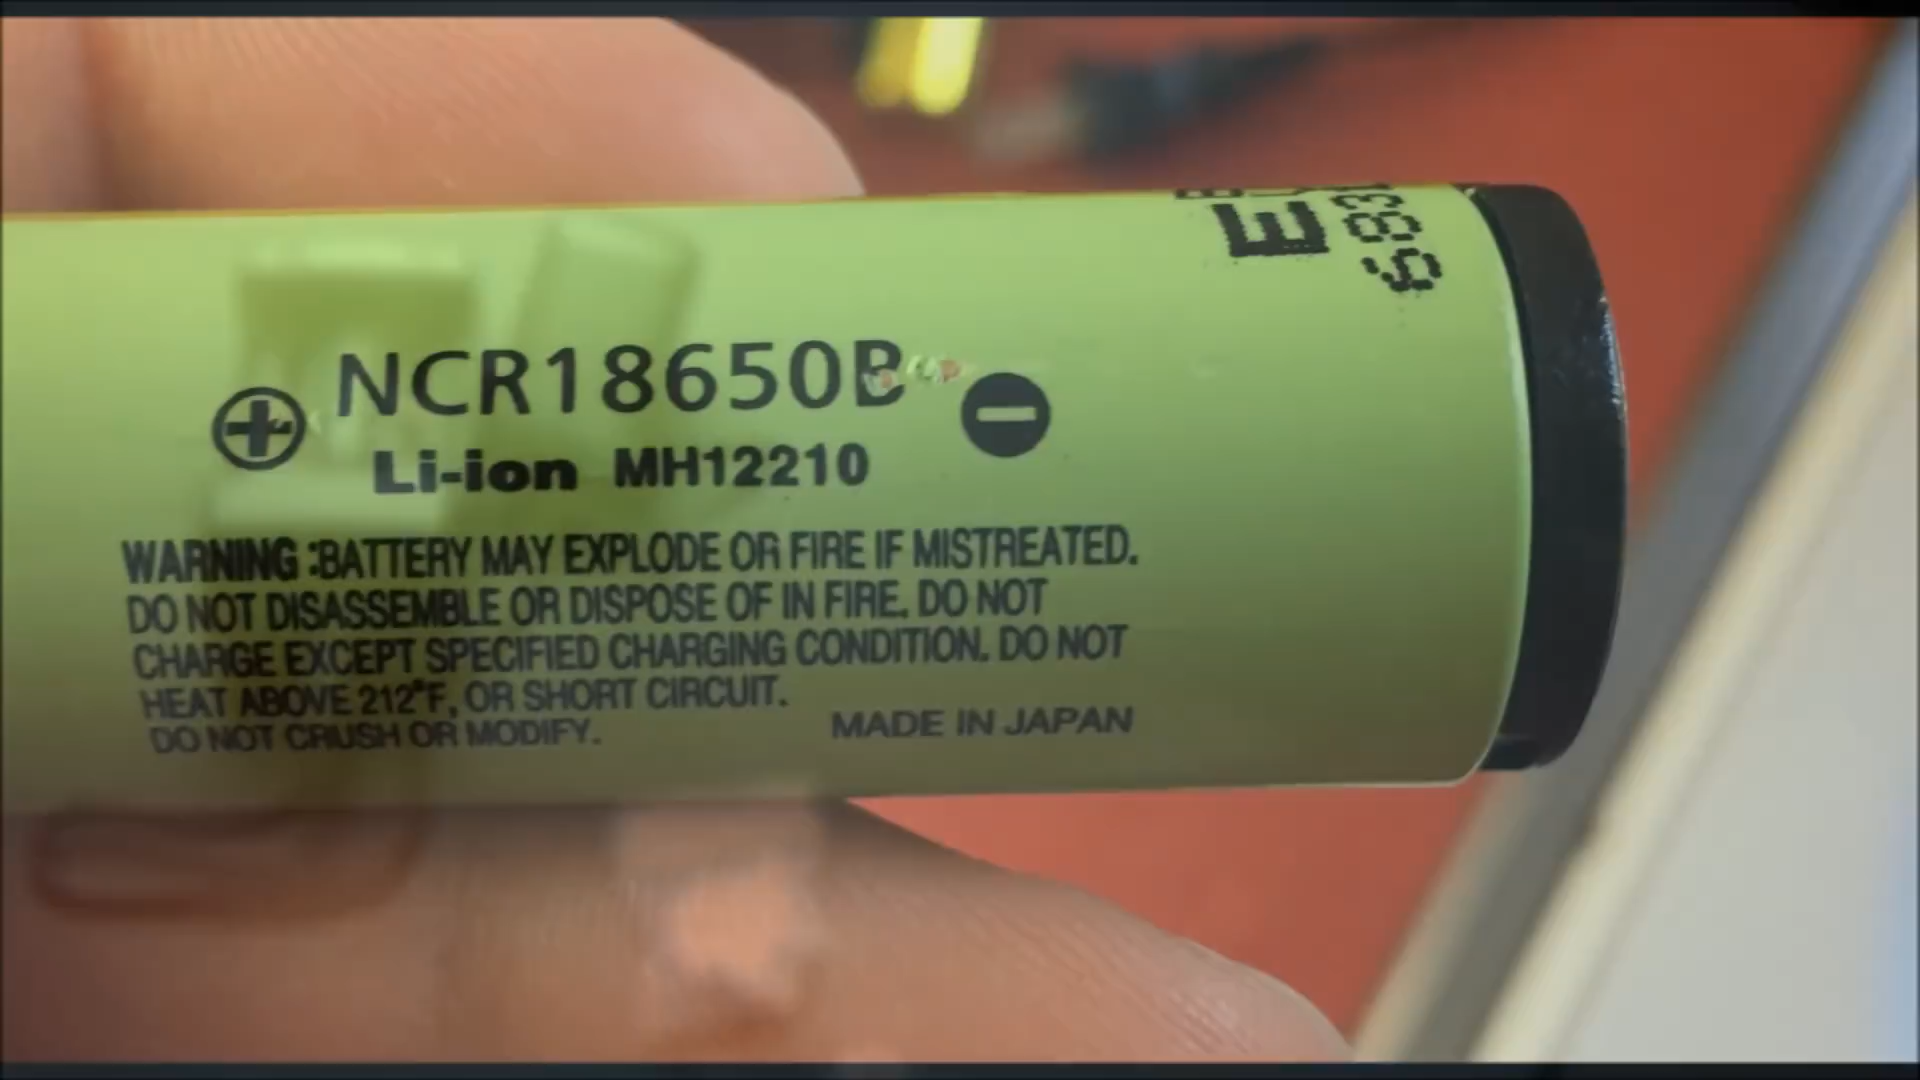 NCR18650B
Li-ion MH12210
WARNING :BATTERY MAY EXPLODE OR FIRE IF MISTREATED.
DO NOT DISASSEMBLE OR DISPOSE OF IN FIRE. DO NOT
CHARGE EXCEPT SPECIFIED CHARGING CONDITION. DO NOT
HEAT ABOVE 212°F, OR SHORT CIRCUIT.
DO NOT CRUSH OR MODIFY.
MADE IN JAPAN